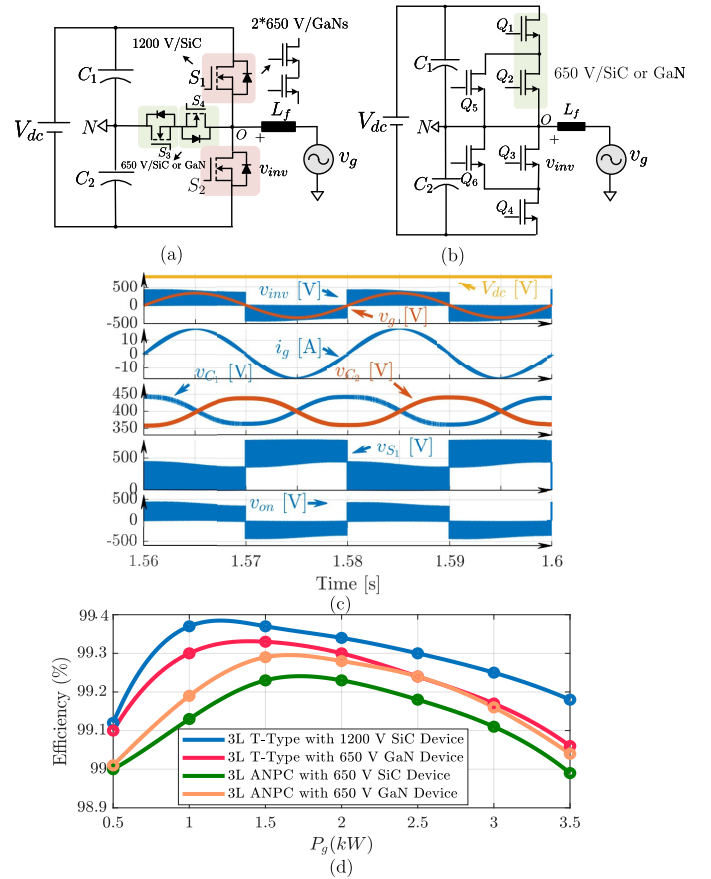 1200 V/SiC
2*650 V/GaNs
C1
S1
S4
Lf
Vdc
N
O
+
S3
650 V/SiC or GaN
C2
S2
vinv
vg
(a)
Q1
C1
Q2
650 V/SiC or GaN
Q5
Vdc
N
O
Lf
+
Q3
vinv
vg
C2
Q6
Q4
(b)
500
0
-500
vinv [V]
vg [V]
Vdc [V]
10
0
-10
ig [A]
450
400
350
vC1 [V]
vC2 [V]
500
0
vS1 [V]
500
0
-500
von [V]
1.56 1.57 1.58 1.59 1.6
Time [s]
(c)
99.4
99.3
99.2
99.1
99
98.9
Efficiency (%)
3L T-Type with 1200 V SiC Device
3L T-Type with 650 V GaN Device
3L ANPC with 650 V SiC Device
3L ANPC with 650 V GaN Device
0.5 1 1.5 2 2.5 3 3.5
Pg(kW)
(d)